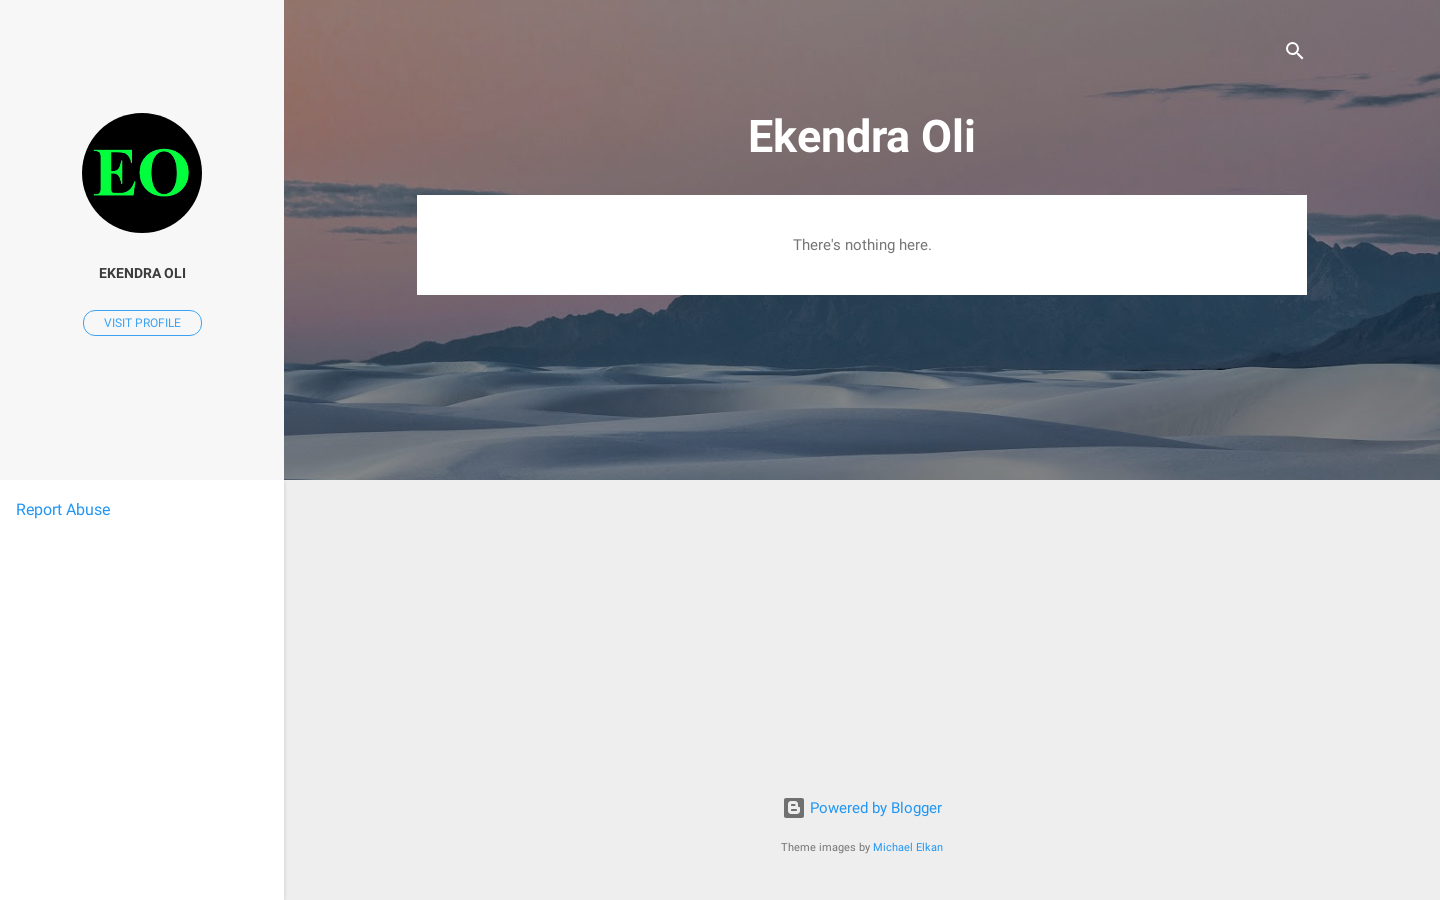 EO
EKENDRA OLI
VISIT PROFILE
Report Abuse
Ekendra Oli
There's nothing here.
Powered by Blogger
Theme images by Michael Elkan